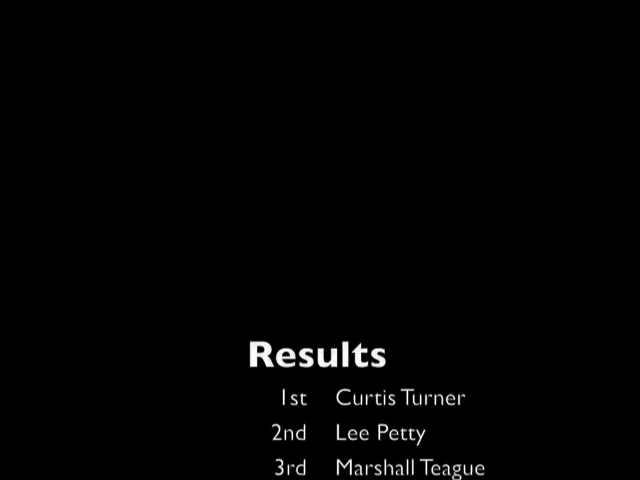 Results
1st Curtis Turner
2nd Lee Petty
3rd Marshall Teague